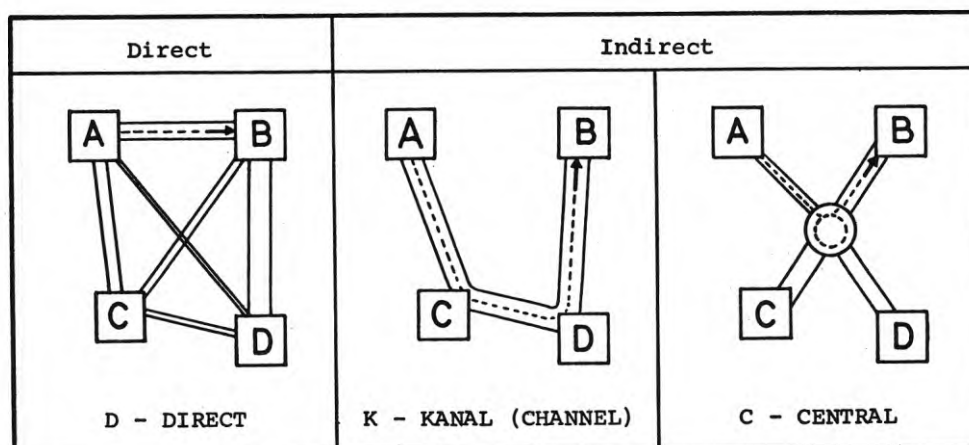 Direct
Indirect
A B
C D
A B
C D
A B
C D
D - DIRECT
K - KANAL (CHANNEL)
C - CENTRAL